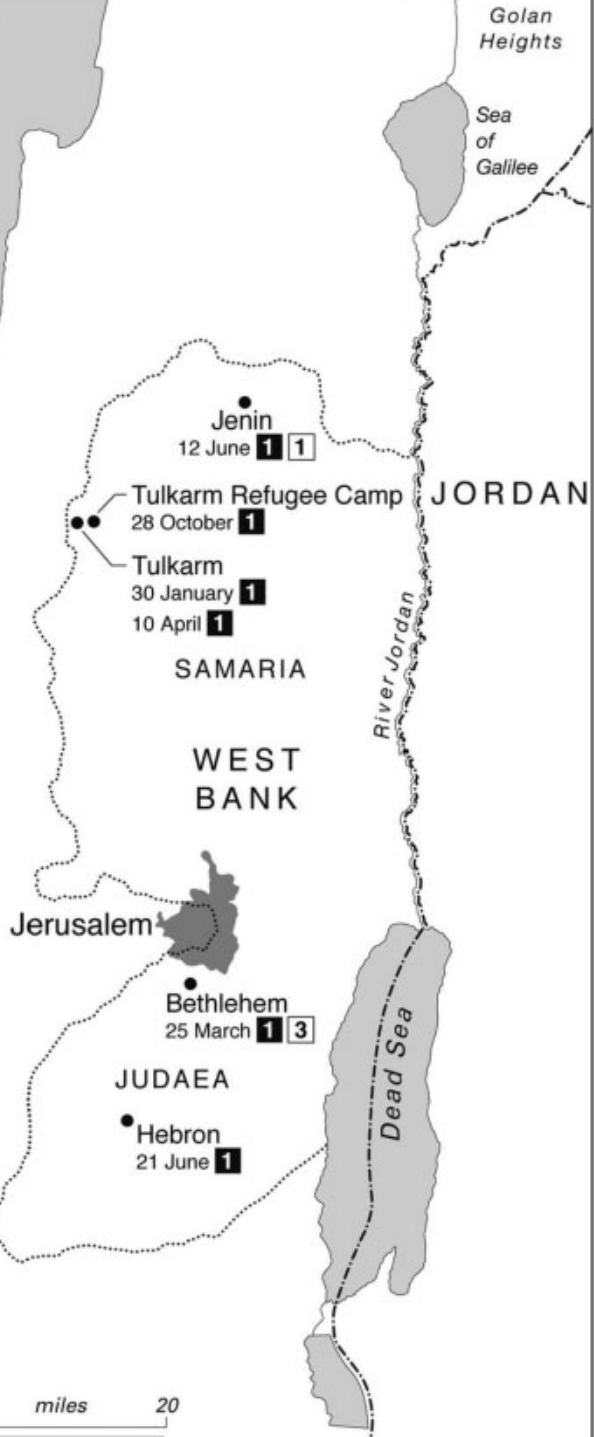 Golan
Heights
Sea
of
Galilee
Jenin
12 June 1 1
Tulkarm Refugee Camp
28 October 1
JORDAN
Tulkarm
30 January 1
10 April 1
SAMARIA
River Jordan
WEST
BANK
Jerusalem
Bethlehem
25 March 1 3
Dead Sea
JUDAEA
Hebron
21 June 1
miles 20